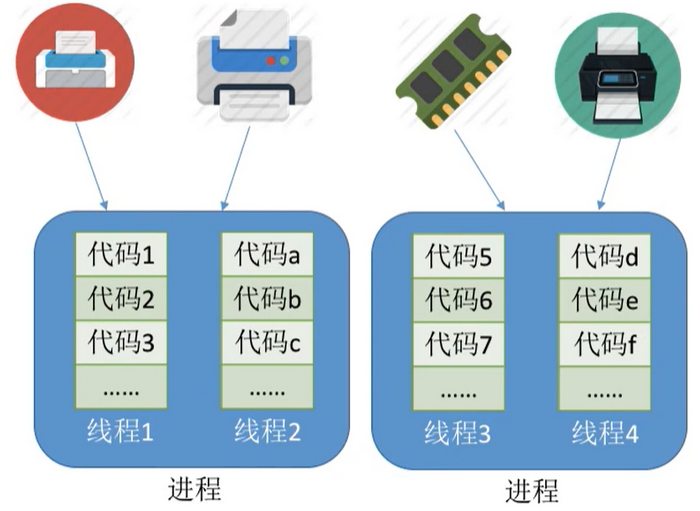 代码1
代码2
代码3
……
线程1
代码a
代码b
代码c
……
线程2
进程
代码5
代码6
代码7
……
线程3
代码d
代码e
代码f
……
线程4
进程